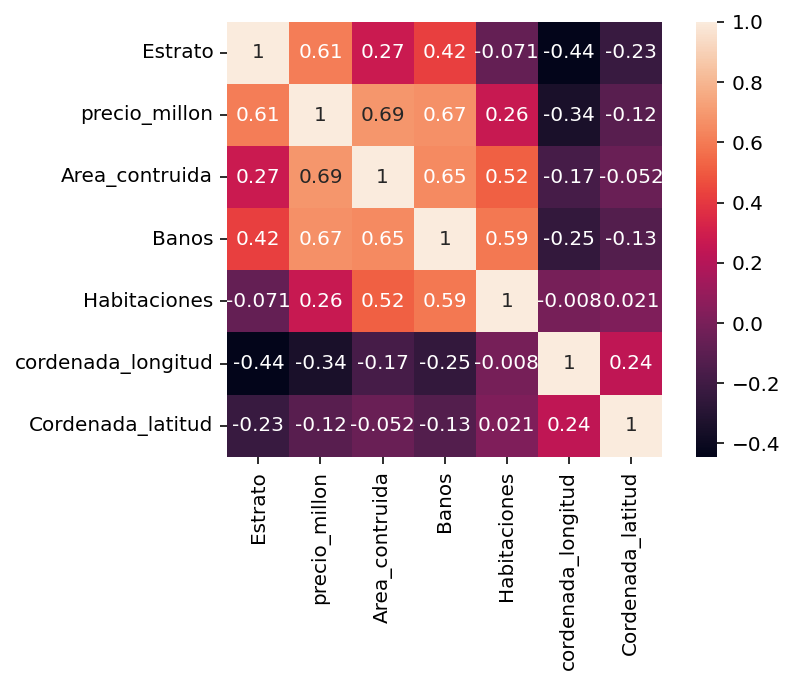 Estrato 1 0.61 0.27 0.42 -0.071 -0.44 -0.23
precio_millon 0.61 1 0.69 0.67 0.26 -0.34 -0.12
Area_contruida 0.27 0.69 1 0.65 0.52 -0.17 -0.052
Banos 0.42 0.67 0.65 1 0.59 -0.25 -0.13
Habitaciones -0.071 0.26 0.52 0.59 1 -0.008 0.021
cordenada_longitud -0.44 -0.34 -0.17 -0.25 -0.008 1 0.24
Cordenada_latitud -0.23 -0.12 -0.052 -0.13 0.021 0.24 1
Estrato
precio_millon
Area_contruida
Banos
Habitaciones
cordenada_longitud
Cordenada_latitud
1.0
0.8
0.6
0.4
0.2
0.0
−0.2
−0.4